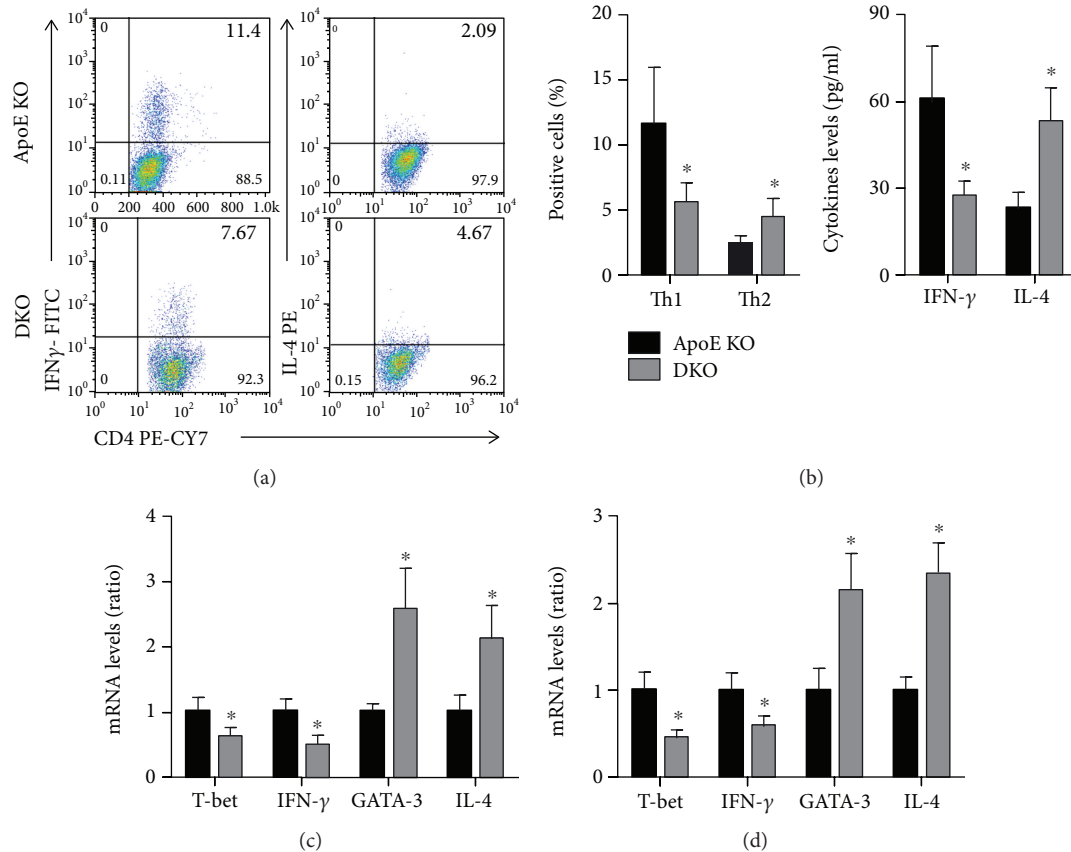 ApoE KO
DKO
IFNγ- FITC
IL-4 PE
10⁴
10³
10²
10¹
10⁰
0
11.4
0.11
88.5
0 200 400 600 800 1.0k
10⁴
10³
10²
10¹
10⁰
0
2.09
0
97.9
10⁰ 10¹ 10² 10³ 10⁴
10⁴
10³
10²
10¹
10⁰
0
7.67
0
92.3
10⁰ 10¹ 10² 10³ 10⁴
10⁴
10³
10²
10¹
10⁰
0
4.67
0.15
96.2
10⁰ 10¹ 10² 10³ 10⁴
CD4 PE-CY7
(a)
Positive cells (%)
20
15
10
5
0
*
*
Th1 Th2
Cytokines levels (pg/ml)
90
60
30
0
*
*
IFN-γ IL-4
ApoE KO
DKO
(b)
mRNA levels (ratio)
4
3
2
1
0
*
*
*
*
T-bet IFN-γ GATA-3 IL-4
(c)
mRNA levels (ratio)
3
2
1
0
*
*
*
*
T-bet IFN-γ GATA-3 IL-4
(d)